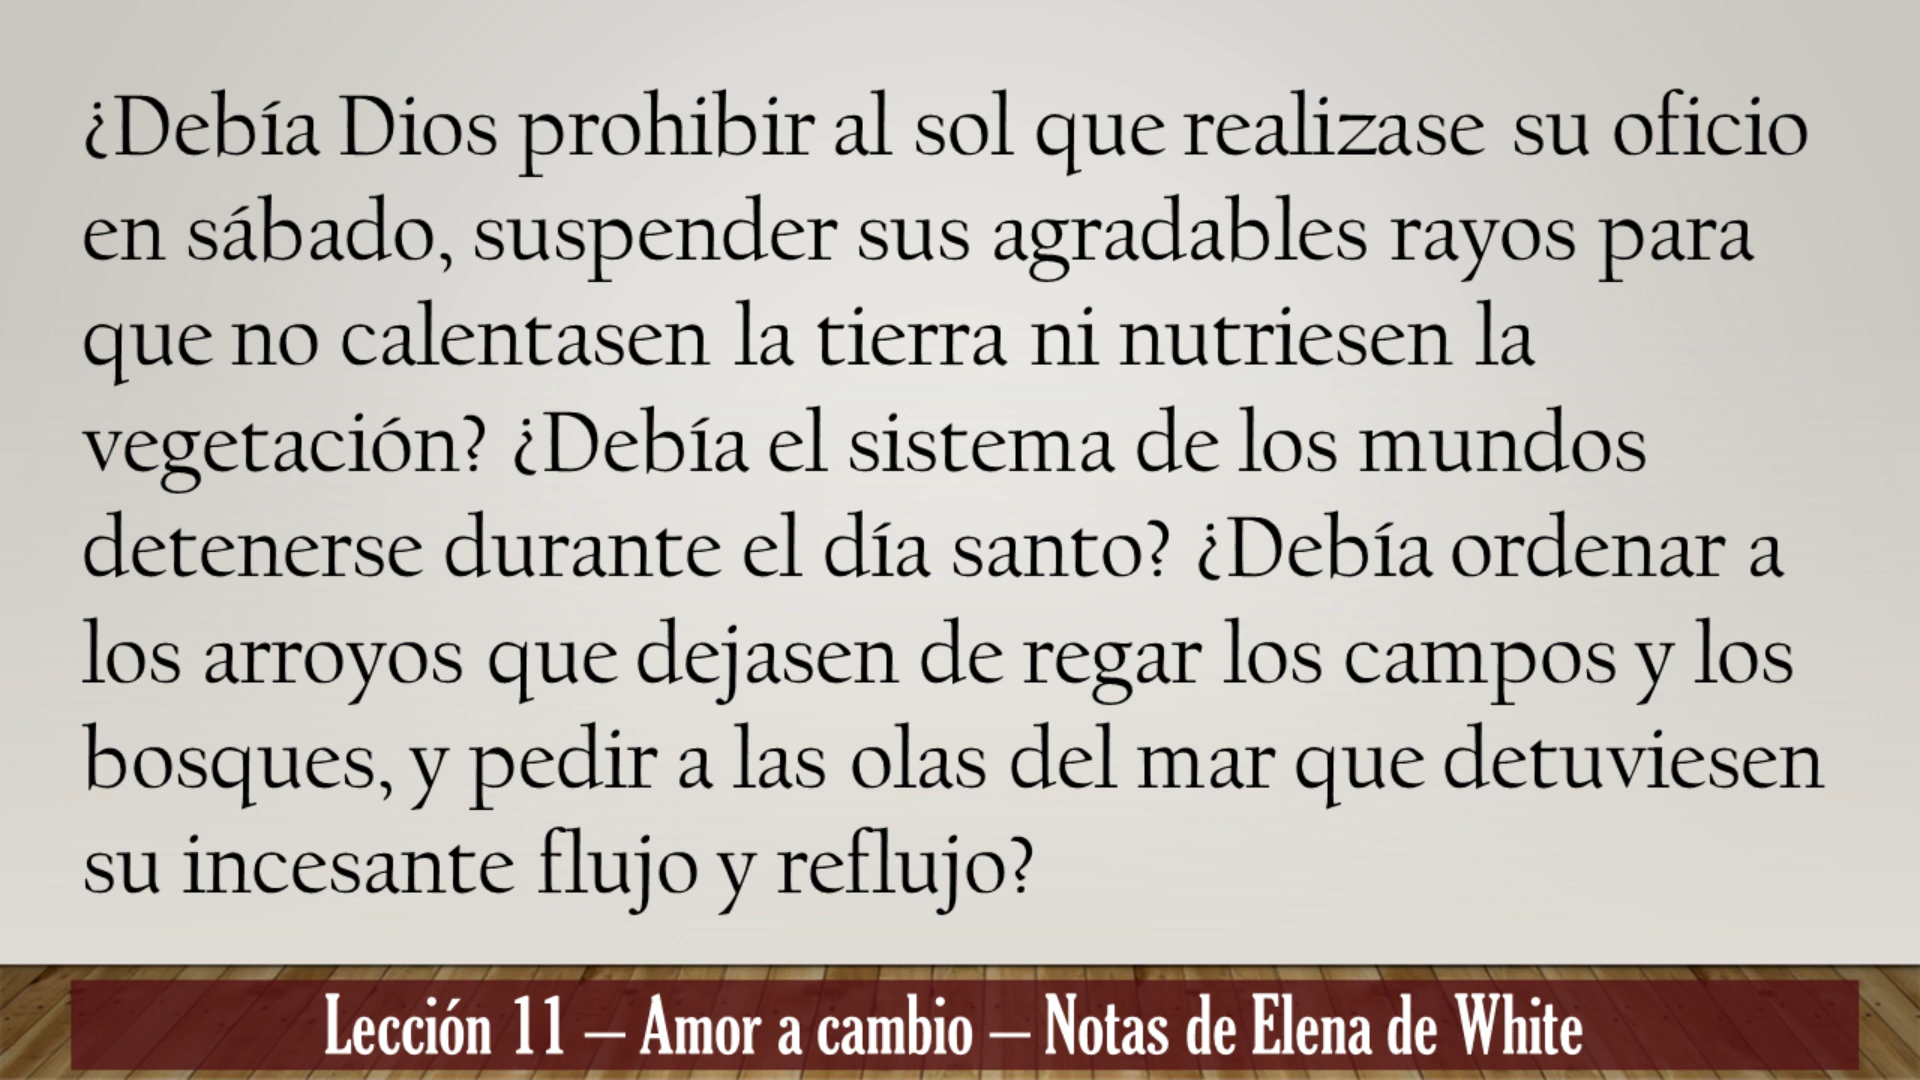 ¿Debía Dios prohibir al sol que realizase su oficio
en sábado, suspender sus agradables rayos para
que no calentasen la tierra ni nutriesen la
vegetación? ¿Debía el sistema de los mundos
detenerse durante el día santo? ¿Debía ordenar a
los arroyos que dejasen de regar los campos y los
bosques, y pedir a las olas del mar que detuviesen
su incesante flujo y reflujo?
Lección 11 – Amor a cambio – Notas de Elena de White